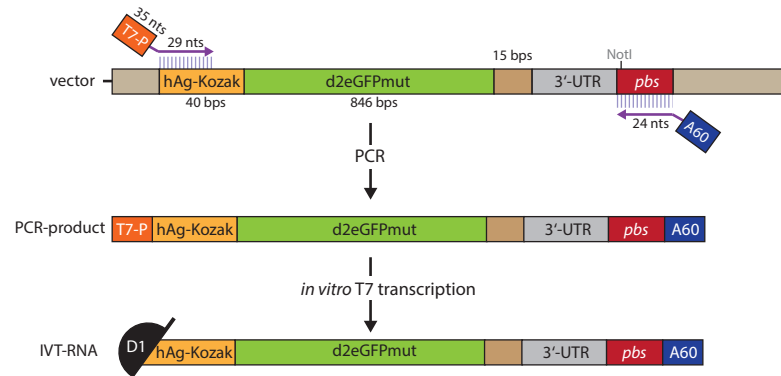 35 nts
T7-P
29 nts
15 bps
NotI
vector
hAg-Kozak
d2eGFPmut
3‘-UTR
pbs
40 bps
846 bps
24 nts
A60
PCR
PCR-product
T7-P
hAg-Kozak
d2eGFPmut
3‘-UTR
pbs
A60
in vitro T7 transcription
IVT-RNA
D1
hAg-Kozak
d2eGFPmut
3‘-UTR
pbs
A60